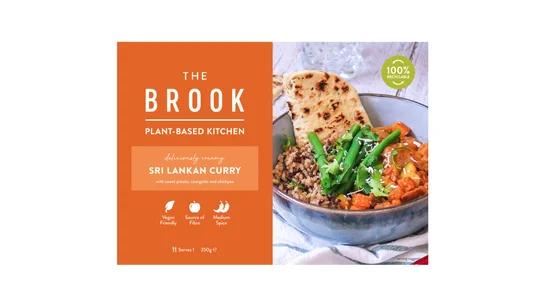 THE
BROOK
PLANT-BASED KITCHEN
deliciously creamy
SRI LANKAN CURRY
with sweet potato, courgette and chickpea
Vegan Friendly
Source of Fibre
Medium Spice
Serves 1 350g ℮
100%
RECYCLABLE